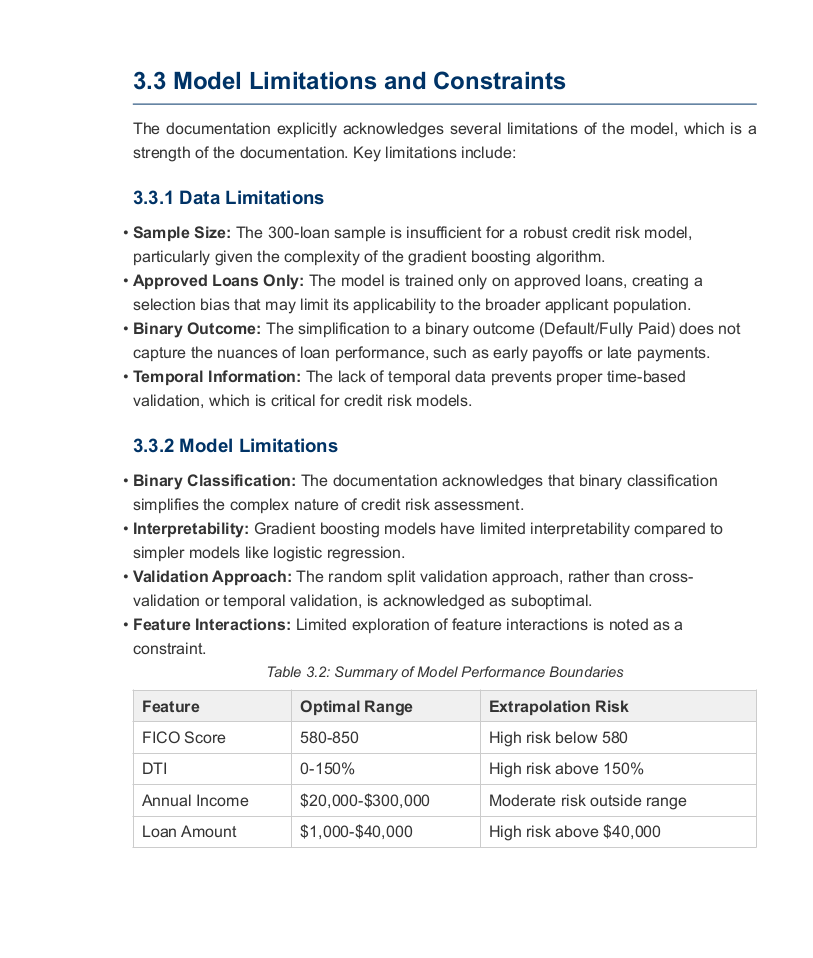 3.3 Model Limitations and Constraints
The documentation explicitly acknowledges several limitations of the model, which is a
strength of the documentation. Key limitations include:
3.3.1 Data Limitations
• Sample Size: The 300-loan sample is insufficient for a robust credit risk model,
particularly given the complexity of the gradient boosting algorithm.
• Approved Loans Only: The model is trained only on approved loans, creating a
selection bias that may limit its applicability to the broader applicant population.
• Binary Outcome: The simplification to a binary outcome (Default/Fully Paid) does not
capture the nuances of loan performance, such as early payoffs or late payments.
• Temporal Information: The lack of temporal data prevents proper time-based
validation, which is critical for credit risk models.
3.3.2 Model Limitations
• Binary Classification: The documentation acknowledges that binary classification
simplifies the complex nature of credit risk assessment.
• Interpretability: Gradient boosting models have limited interpretability compared to
simpler models like logistic regression.
• Validation Approach: The random split validation approach, rather than cross-
validation or temporal validation, is acknowledged as suboptimal.
• Feature Interactions: Limited exploration of feature interactions is noted as a
constraint.
Table 3.2: Summary of Model Performance Boundaries
Feature Optimal Range Extrapolation Risk
FICO Score 580-850 High risk below 580
DTI 0-150% High risk above 150%
Annual Income $20,000-$300,000 Moderate risk outside range
Loan Amount $1,000-$40,000 High risk above $40,000